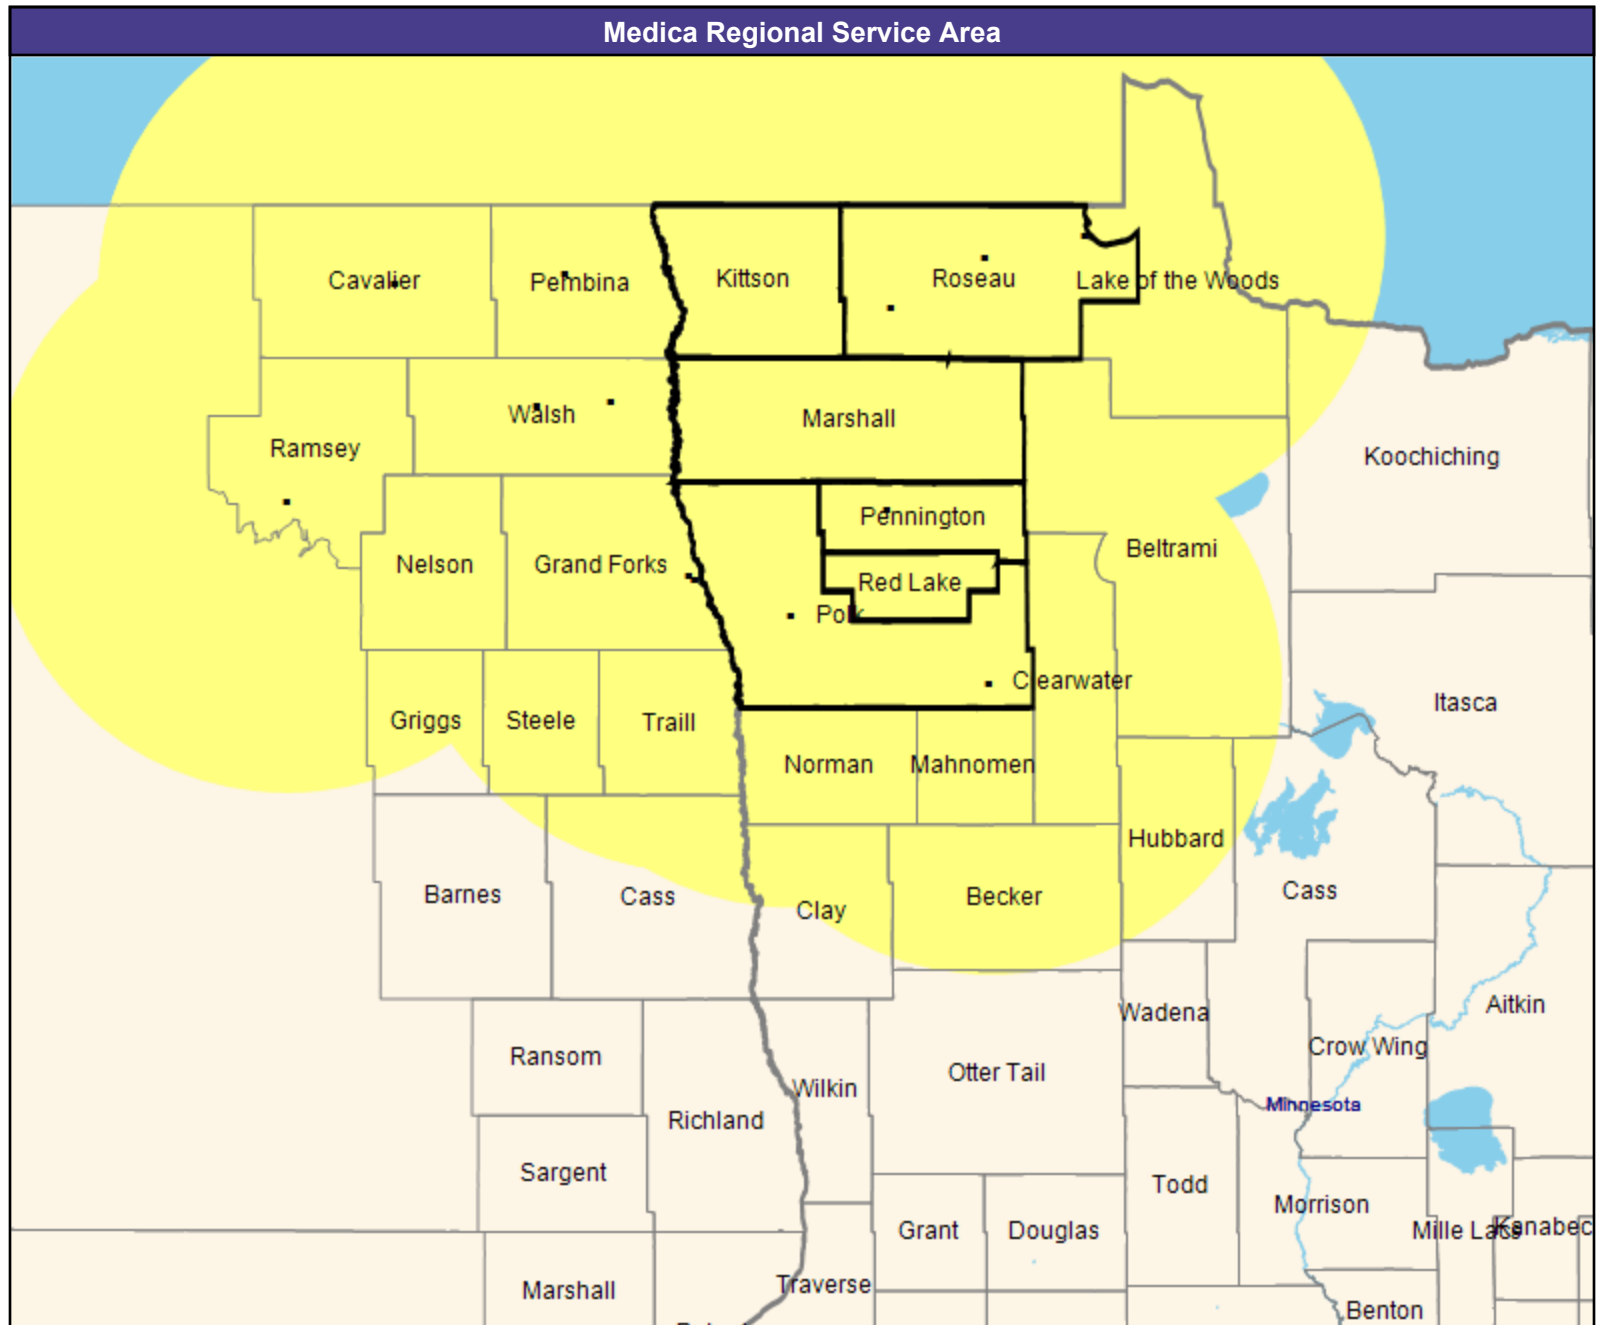 Medica Regional Service Area
Cavalier
Pembina
Kittson
Roseau
Lake of the Woods
Walsh
Marshall
Ramsey
Koochiching
Pennington
Nelson
Grand Forks
Beltrami
Red Lake
Polk
Clearwater
Griggs
Steele
Traill
Itasca
Norman
Mahnomen
Hubbard
Barnes
Cass
Clay
Becker
Cass
Wadena
Aitkin
Ransom
Crow Wing
Otter Tail
Wilkin
Minnesota
Richland
Sargent
Todd
Morrison
Grant
Douglas
Mille Lacs
Kanabec
Marshall
Traverse
Benton